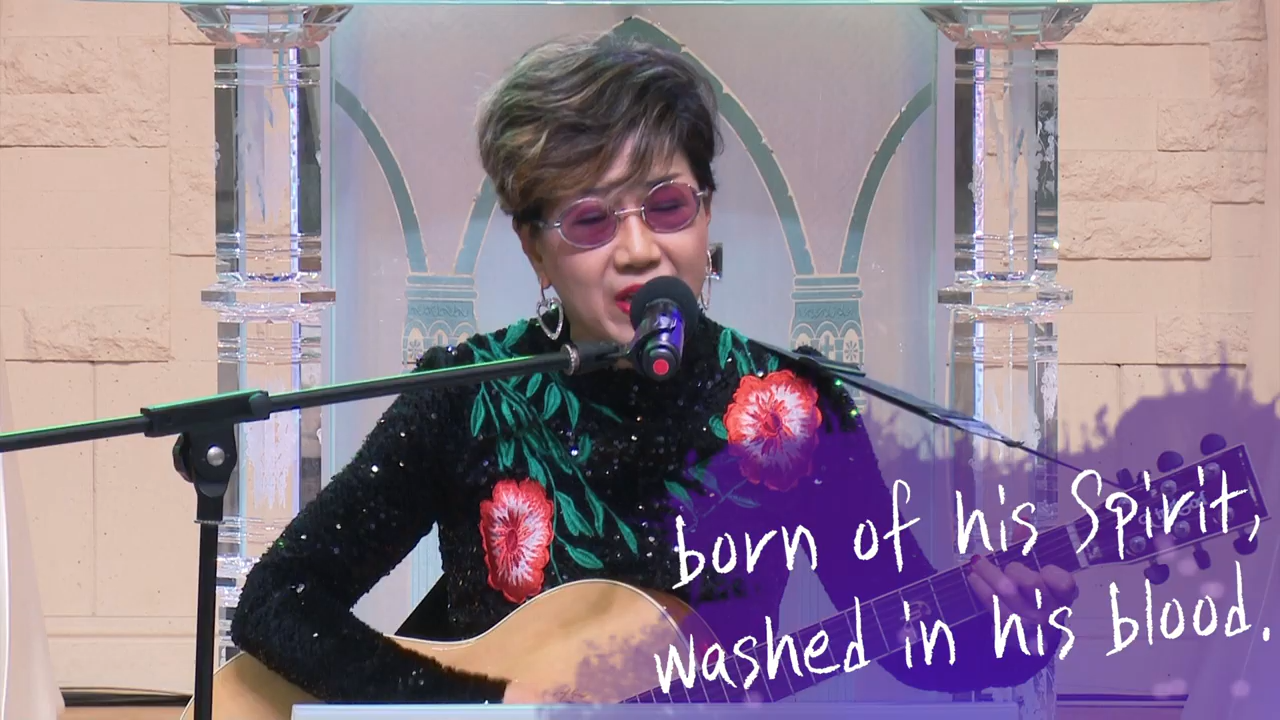 born of his Spirit,
washed in his blood.